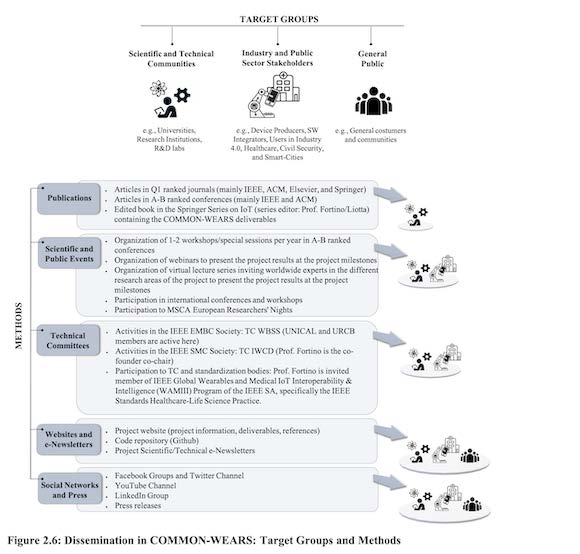 TARGET GROUPS
Scientific and Technical
Communities
Industry and Public
Sector Stakeholders
General
Public
e.g., Universities,
Research Institutions,
R&D labs
e.g., Device Producers, SW
Integrators, Users in Industry
4.0, Healthcare, Civil Security,
and Smart-Cities
e.g., General costumers
and communities
METHODS
Publications
• Articles in Q1 ranked journals (mainly IEEE, ACM, Elsevier, and Springer)
• Articles in A-B ranked conferences (mainly IEEE and ACM)
• Edited book in the Springer Series on IoT (series editor: Prof. Fortino/Liotta)
containing the COMMON-WEARS deliverables
Scientific and
Public Events
• Organization of 1-2 workshops/special sessions per year in A-B ranked
conferences
• Organization of webinars to present the project results at the project milestones
• Organization of virtual lecture series inviting worldwide experts in the different
research areas of the project to present the project results at the project
milestones
• Participation in international conferences and workshops
• Participation to MSCA European Researchers' Nights
Technical
Committees
• Activities in the IEEE EMBC Society: TC WBSS (UNICAL and URCB
members are active here)
• Activities in the IEEE SMC Society: TC IWCD (Prof. Fortino is the co-
founder co-chair)
• Participation to TC and standardization bodies: Prof. Fortino is invited
member of IEEE Global Wearables and Medical IoT Interoperability &
Intelligence (WAMIII) Program of the IEEE SA, specifically the IEEE
Standards Healthcare-Life Science Practice.
Websites and
e-Newsletters
• Project website (project information, deliverables, references)
• Code repository (Github)
• Project Scientific/Technical e-Newsletters
Social Networks
and Press
• Facebook Groups and Twitter Channel
• YouTube Channel
• LinkedIn Group
• Press releases
Figure 2.6: Dissemination in COMMON-WEARS: Target Groups and Methods